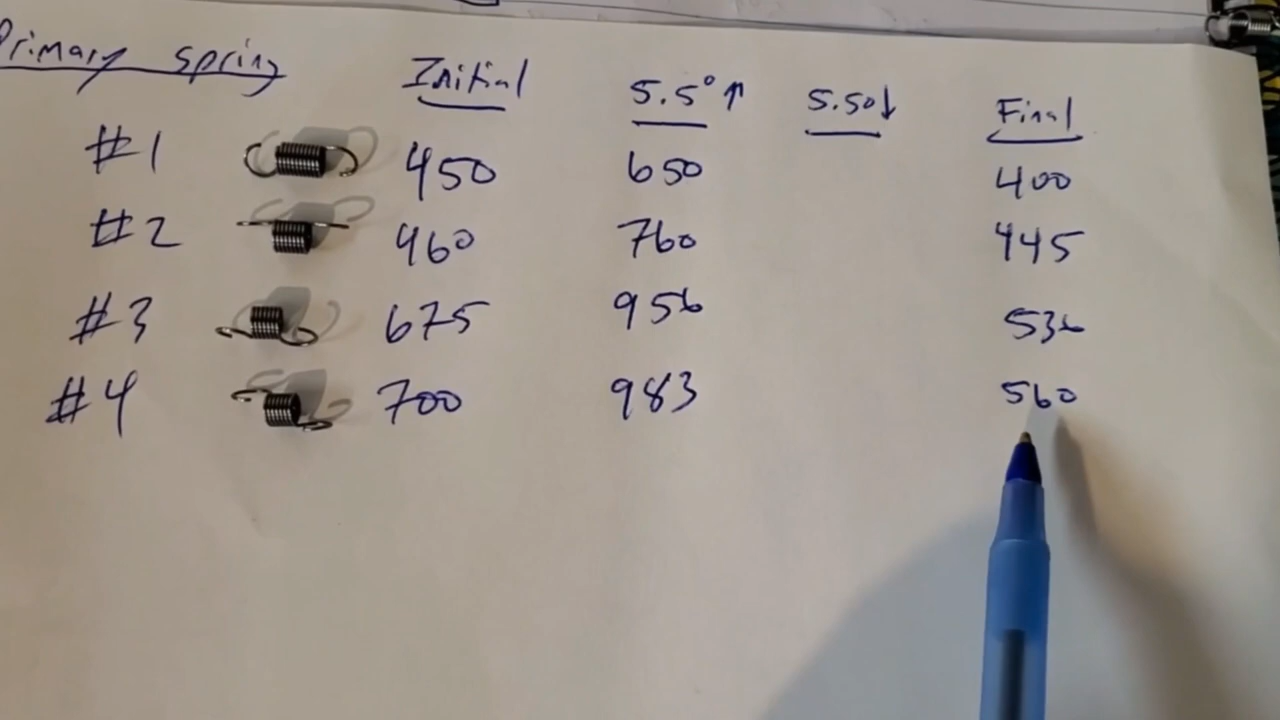 Primary spring Initial 5.5°↑ 5.50↓ Final
#1 450 650 400
#2 460 760 445
#3 675 956 536
#4 700 983 560